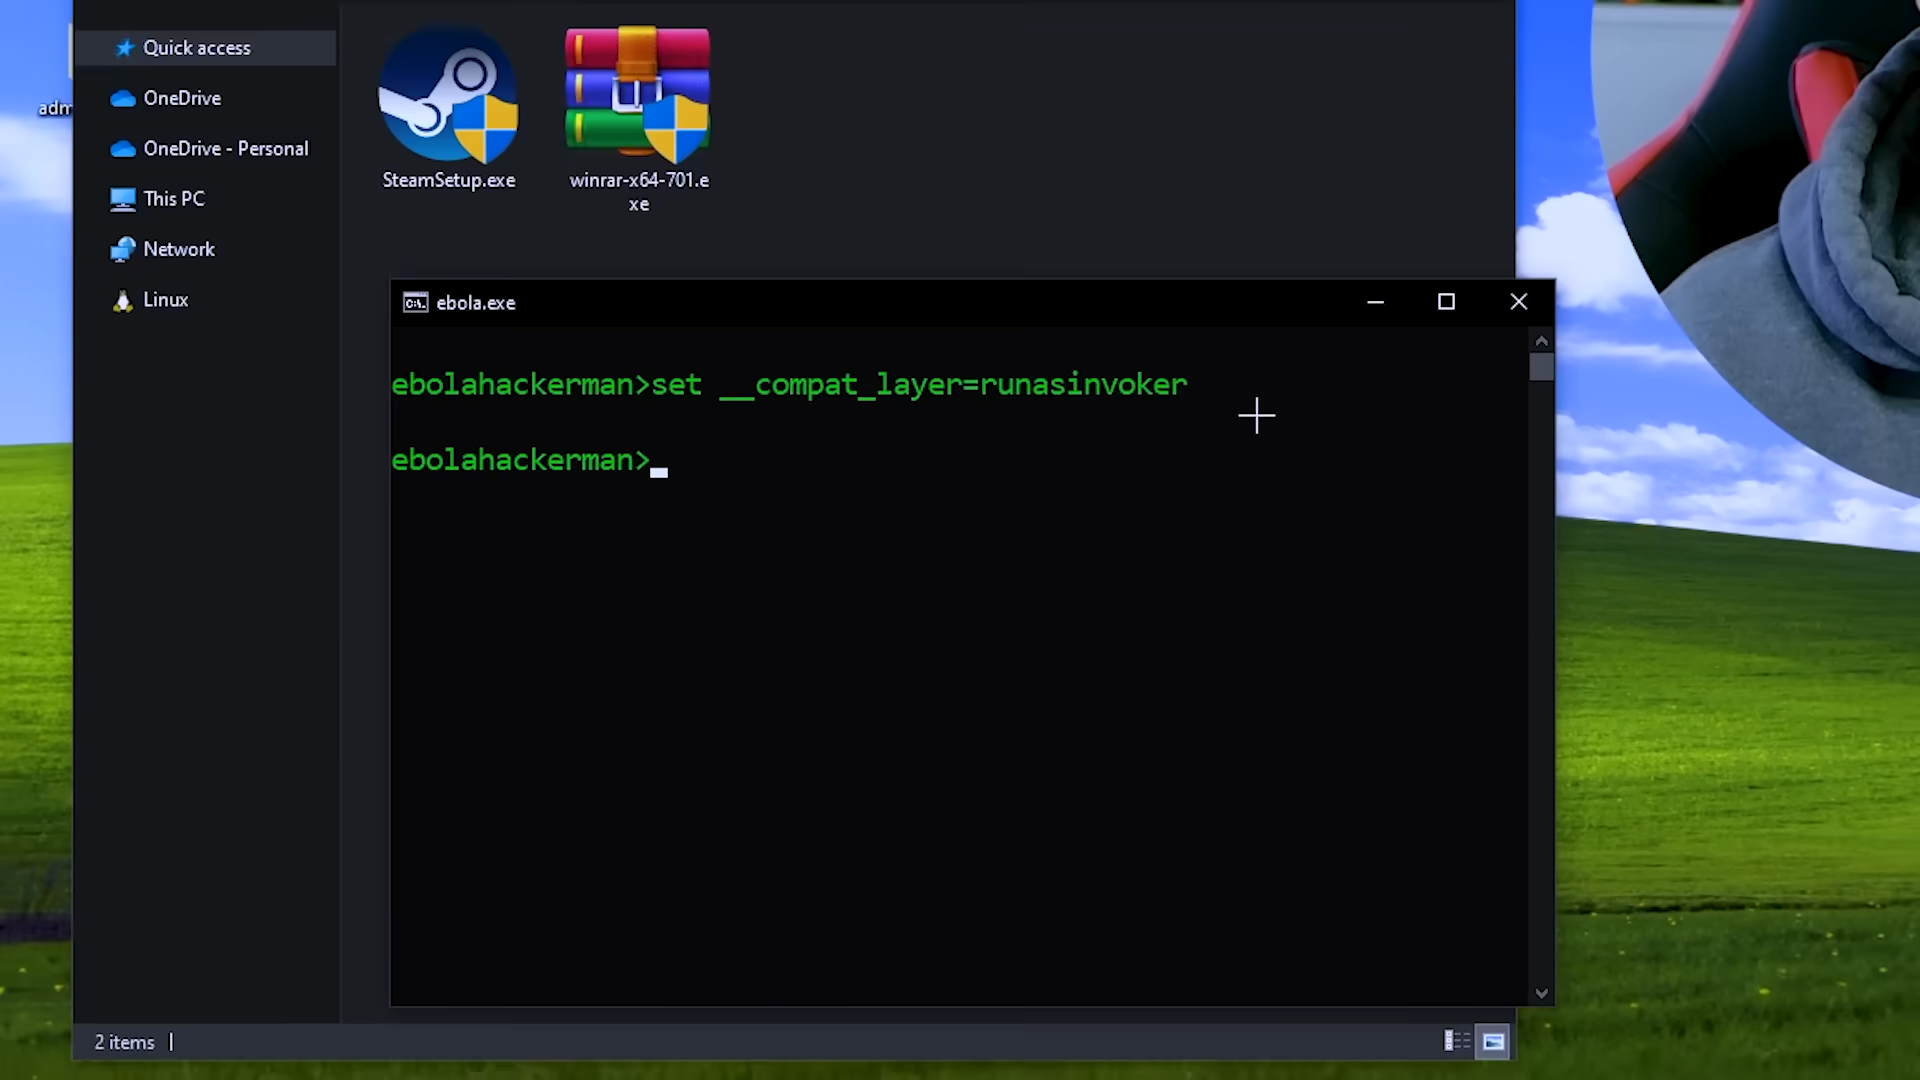 adm
Quick access
OneDrive
OneDrive - Personal
This PC
Network
Linux
SteamSetup.exe
winrar-x64-701.e
xe
ebola.exe
ebolahackerman>set __compat_layer=runasinvoker
ebolahackerman>
2 items